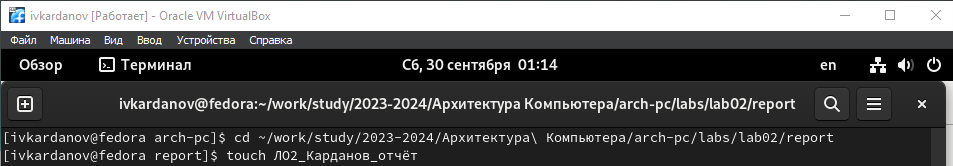 ivkardanov [Работает] - Oracle VM VirtualBox
Файл Машина Вид Ввод Устройства Справка
Обзор Терминал Сб, 30 сентября 01:14 en
ivkardanov@fedora:~/work/study/2023-2024/Архитектура Компьютера/arch-pc/labs/lab02/report
[ivkardanov@fedora arch-pc]$ cd ~/work/study/2023-2024/Архитектура\ Компьютера/arch-pc/labs/lab02/report
[ivkardanov@fedora report]$ touch ЛО2_Карданов_отчёт